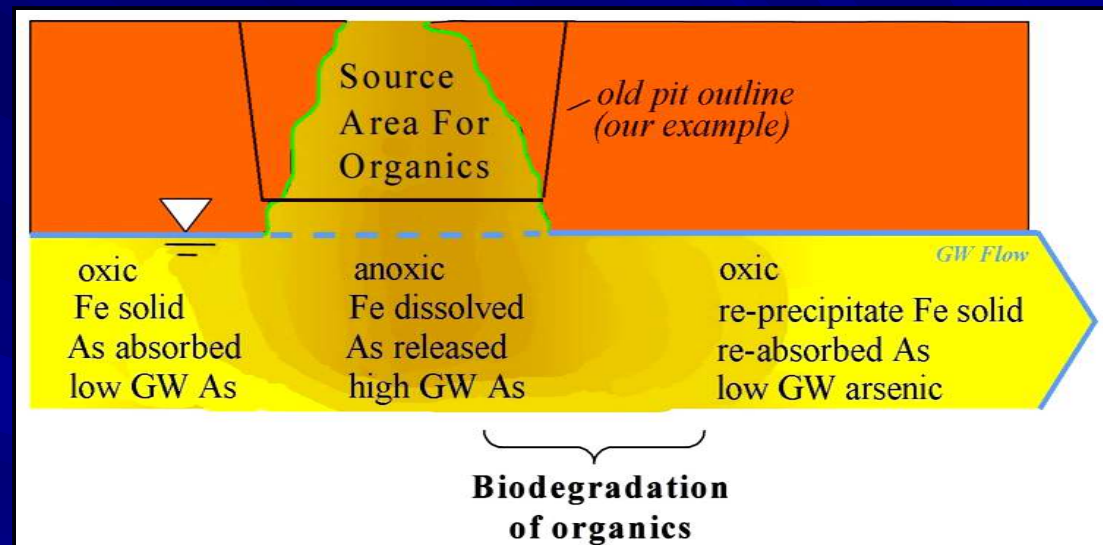 Source
Area For
Organics
old pit outline
(our example)
GW Flow
oxic
Fe solid
As absorbed
low GW As
anoxic
Fe dissolved
As released
high GW As
oxic
re-precipitate Fe solid
re-absorbed As
low GW arsenic
Biodegradation
of organics